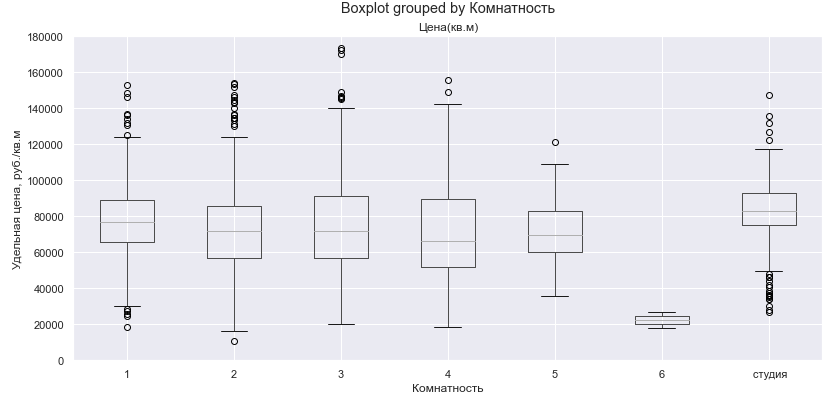 Boxplot grouped by Комнатность
Цена(кв.м)
180000
160000
140000
120000
100000
80000
60000
40000
20000
0
Удельная цена, руб./кв.м
1 2 3 4 5 6 студия
Комнатность